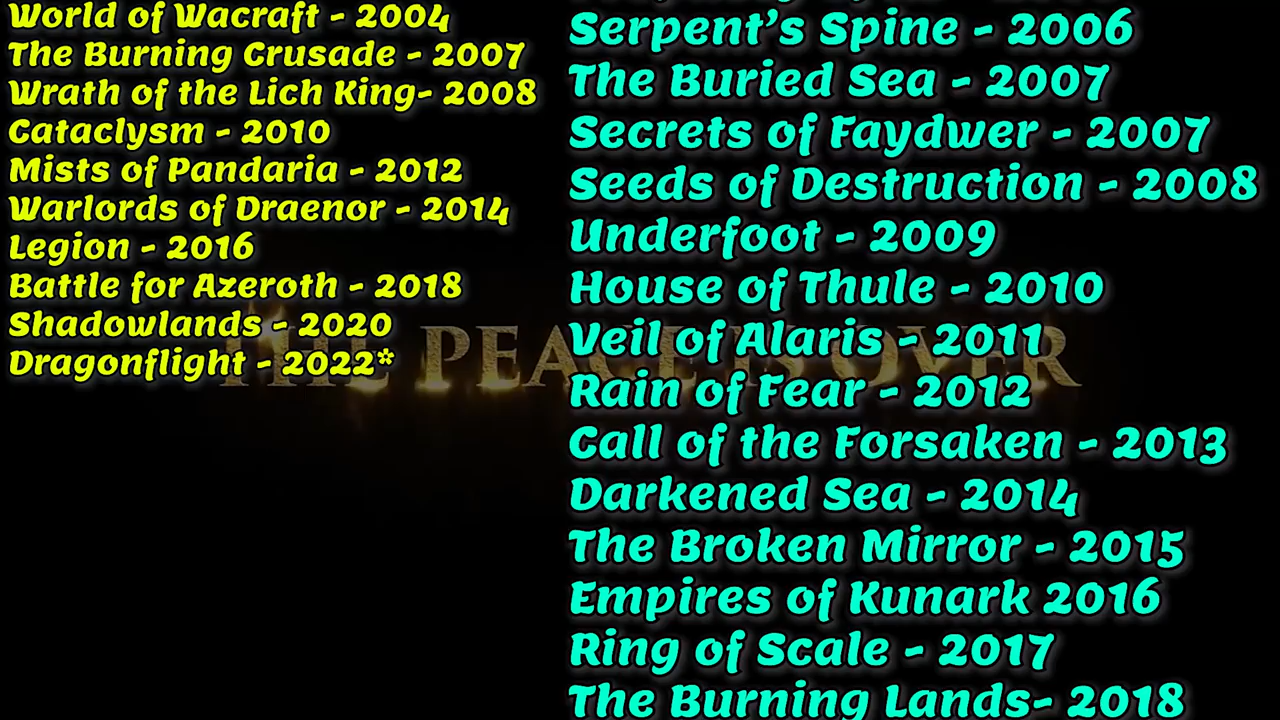 World of Wacraft - 2004
The Burning Crusade - 2007
Wrath of the Lich King- 2008
Cataclysm - 2010
Mists of Pandaria - 2012
Warlords of Draenor - 2014
Legion - 2016
Battle for Azeroth - 2018
Shadowlands - 2020
Dragonflight - 2022*
THE PEACE IS OVER
Serpent's Spine - 2006
The Buried Sea - 2007
Secrets of Faydwer - 2007
Seeds of Destruction - 2008
Underfoot - 2009
House of Thule - 2010
Veil of Alaris - 2011
Rain of Fear - 2012
Call of the Forsaken - 2013
Darkened Sea - 2014
The Broken Mirror - 2015
Empires of Kunark 2016
Ring of Scale - 2017
The Burning Lands- 2018